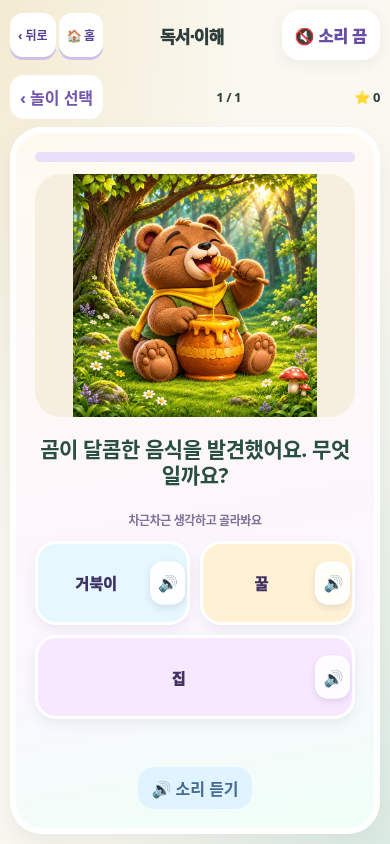 ‹ 뒤로 🏠 홈 독서·이해 🔇 소리 끔
‹ 놀이 선택 1 / 1 ⭐ 0
곰이 달콤한 음식을 발견했어요. 무엇
일까요?
차근차근 생각하고 골라봐요
거북이 🔊 꿀 🔊
집 🔊
🔊 소리 듣기